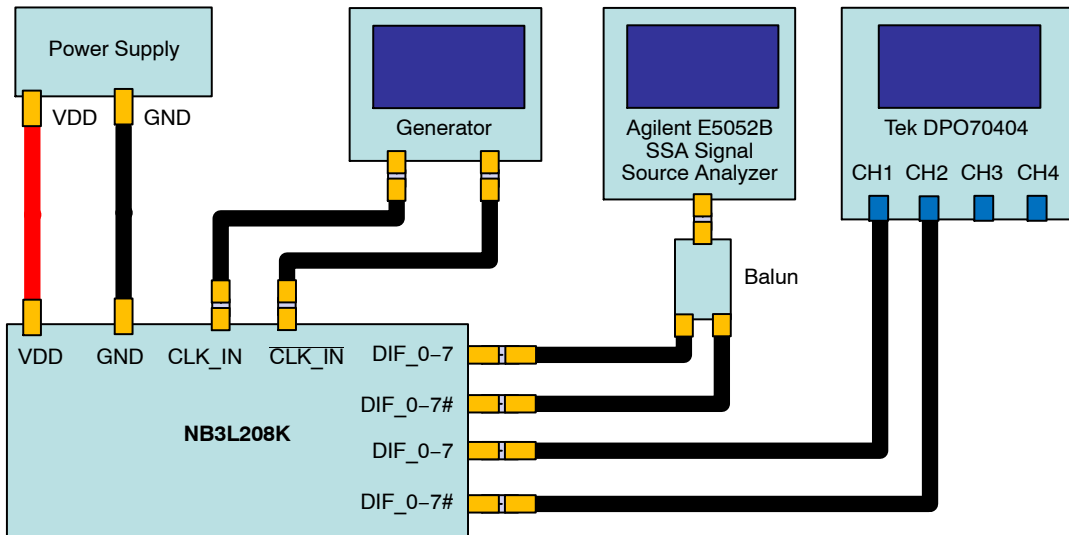 Power Supply
VDD
GND
Generator
Agilent E5052B
SSA Signal
Source Analyzer
Tek DPO70404
CH1
CH2
CH3
CH4
Balun
VDD
GND
CLK_IN
C̅L̅K̅_̅I̅N̅
DIF_0−7
DIF_0−7#
NB3L208K
DIF_0−7
DIF_0−7#